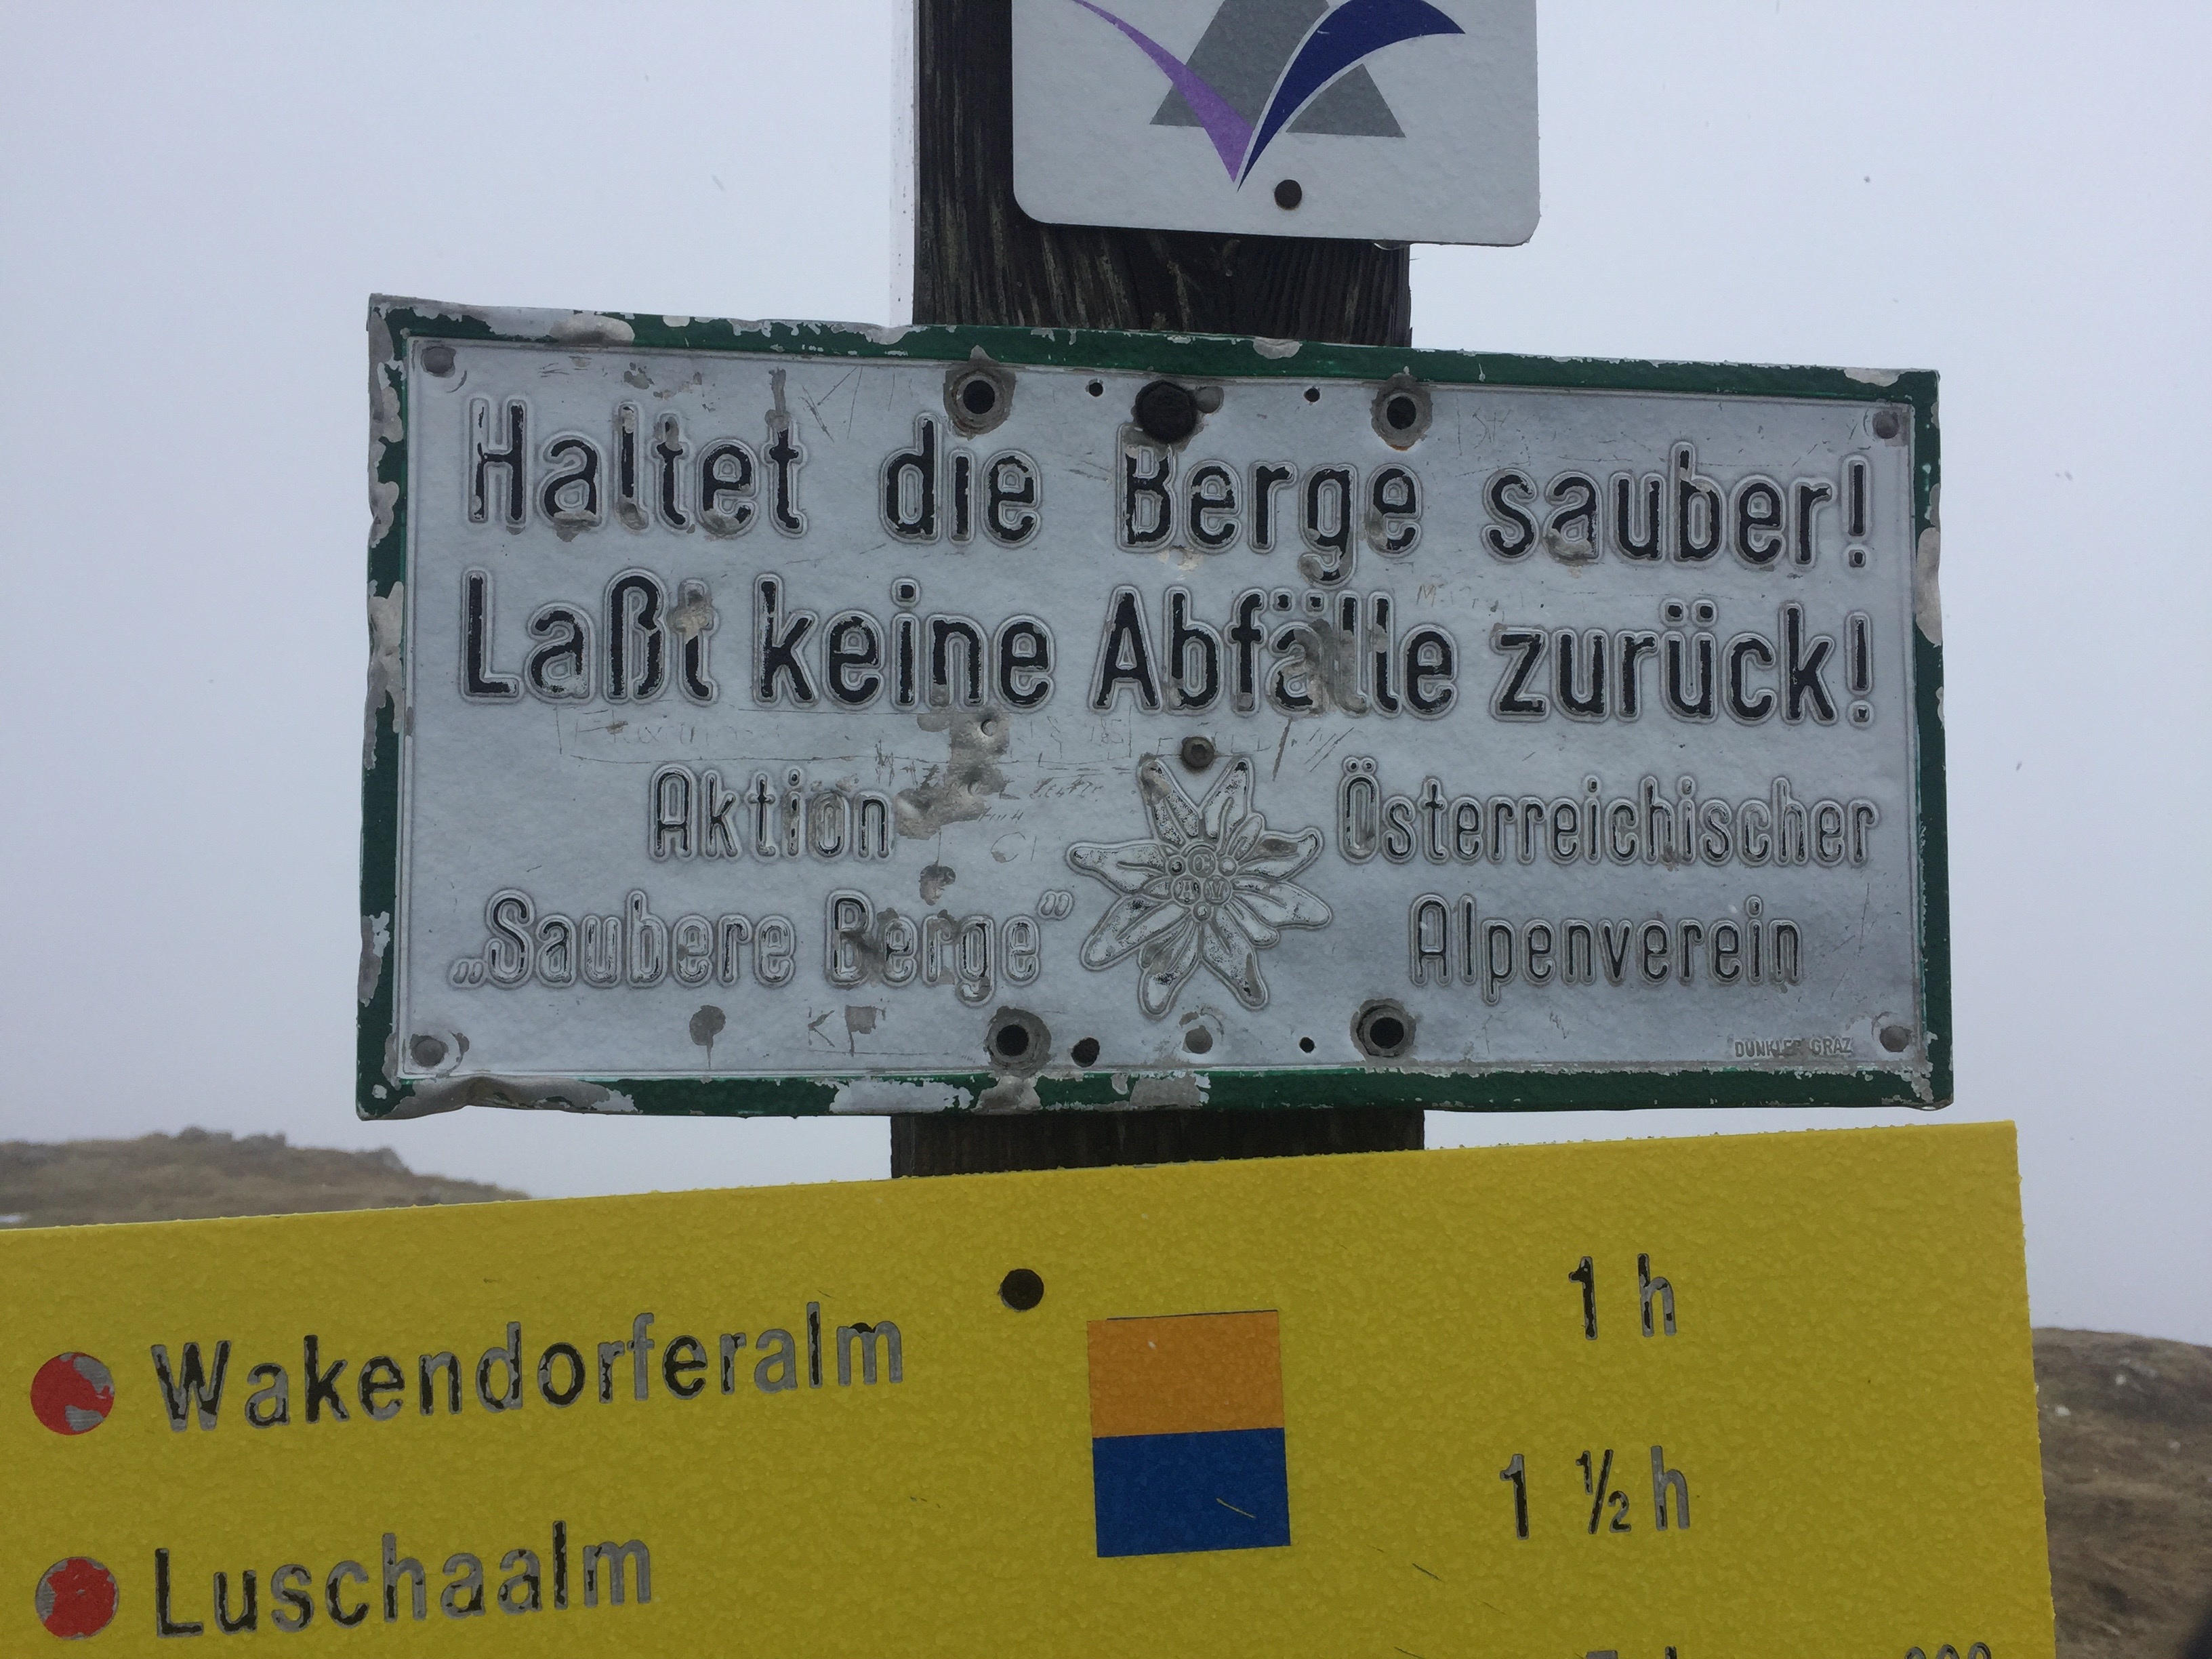 Haltet die Berge sauber!
Laßt keine Abfälle zurück!
Aktion
„Saubere Berge”
Österreichischer
Alpenverein
KF
DUNKLER GRAZ
Wakendorferalm 1 h
Luschaalm 1 ½ h